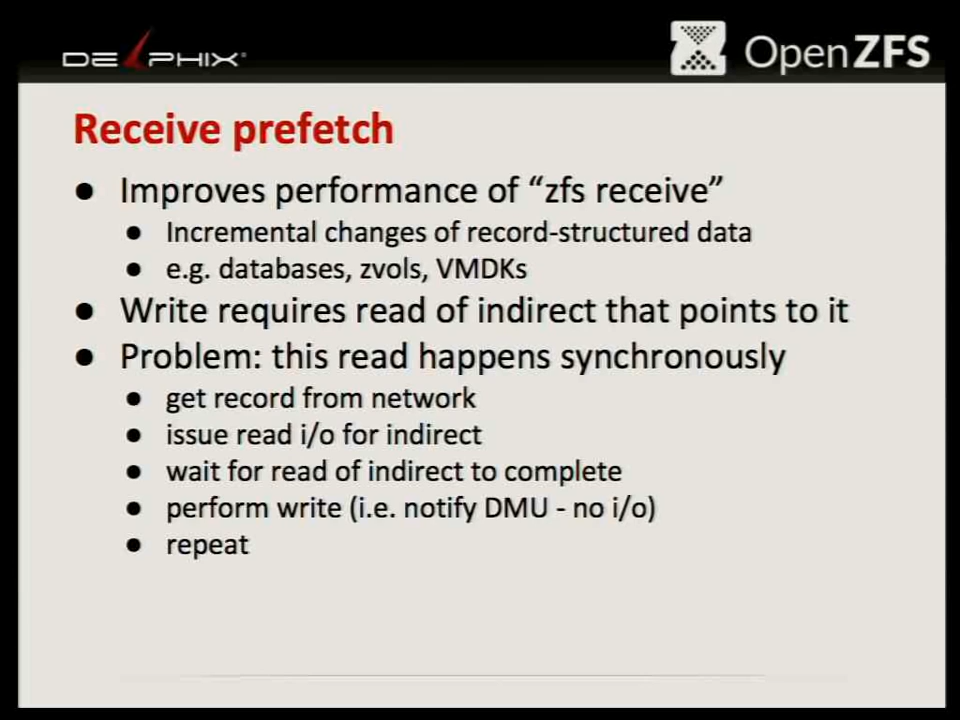 DELPHIX
OpenZFS
Receive prefetch
● Improves performance of “zfs receive”
● Incremental changes of record-structured data
● e.g. databases, zvols, VMDKs
● Write requires read of indirect that points to it
● Problem: this read happens synchronously
● get record from network
● issue read i/o for indirect
● wait for read of indirect to complete
● perform write (i.e. notify DMU - no i/o)
● repeat